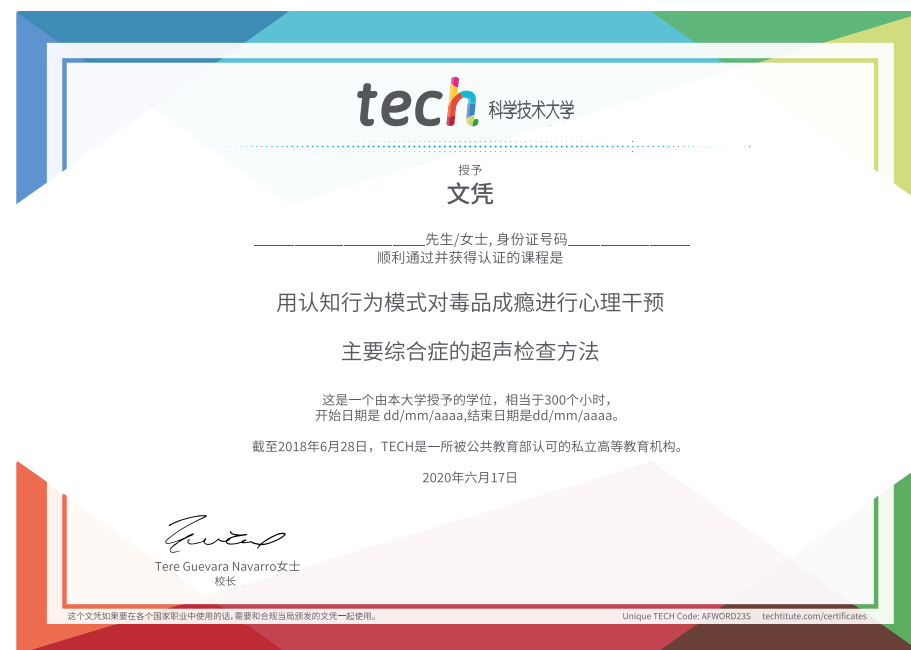 tech 科学技术大学
授予
文凭
____________________先生/女士, 身份证号码______________
顺利通过并获得认证的课程是
用认知行为模式对毒品成瘾进行心理干预
主要综合症的超声检查方法
这是一个由本大学授予的学位，相当于300个小时，
开始日期是 dd/mm/aaaa,结束日期是dd/mm/aaaa。
截至2018年6月28日，TECH是一所被公共教育部认可的私立高等教育机构。
2020年六月17日
Tere Guevara Navarro女士
校长
这个文凭如果要在各个国家职业中使用的话,需要和合规当局颁发的文凭一起使用。
Unique TECH Code: AFWORD23S techtitute.com/certificates